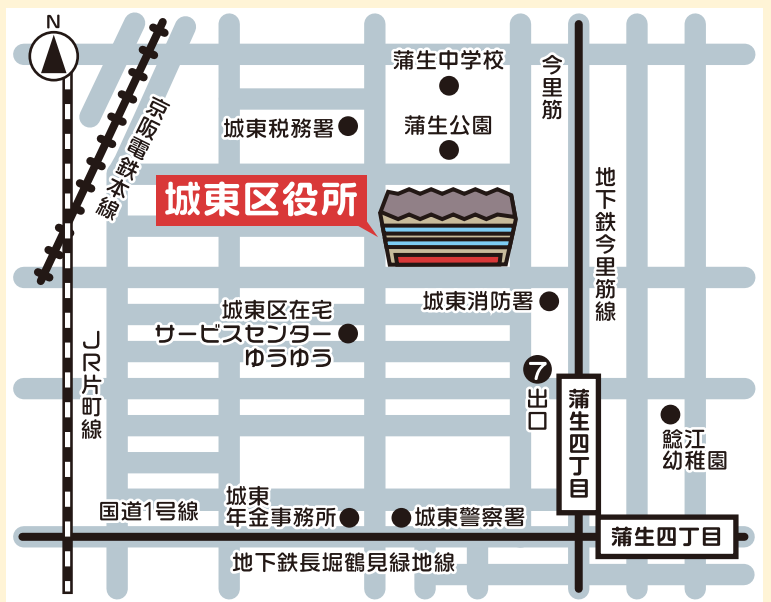 N
蒲生中学校
今里筋
城東税務署
蒲生公園
京阪電鉄本線
城東区役所
地下鉄今里筋線
城東消防署
城東区在宅
サービスセンター
ゆうゆう
JR片町線
7
出口
蒲生四丁目
鯰江
幼稚園
国道1号線
城東
年金事務所
城東警察署
蒲生四丁目
地下鉄長堀鶴見緑地線